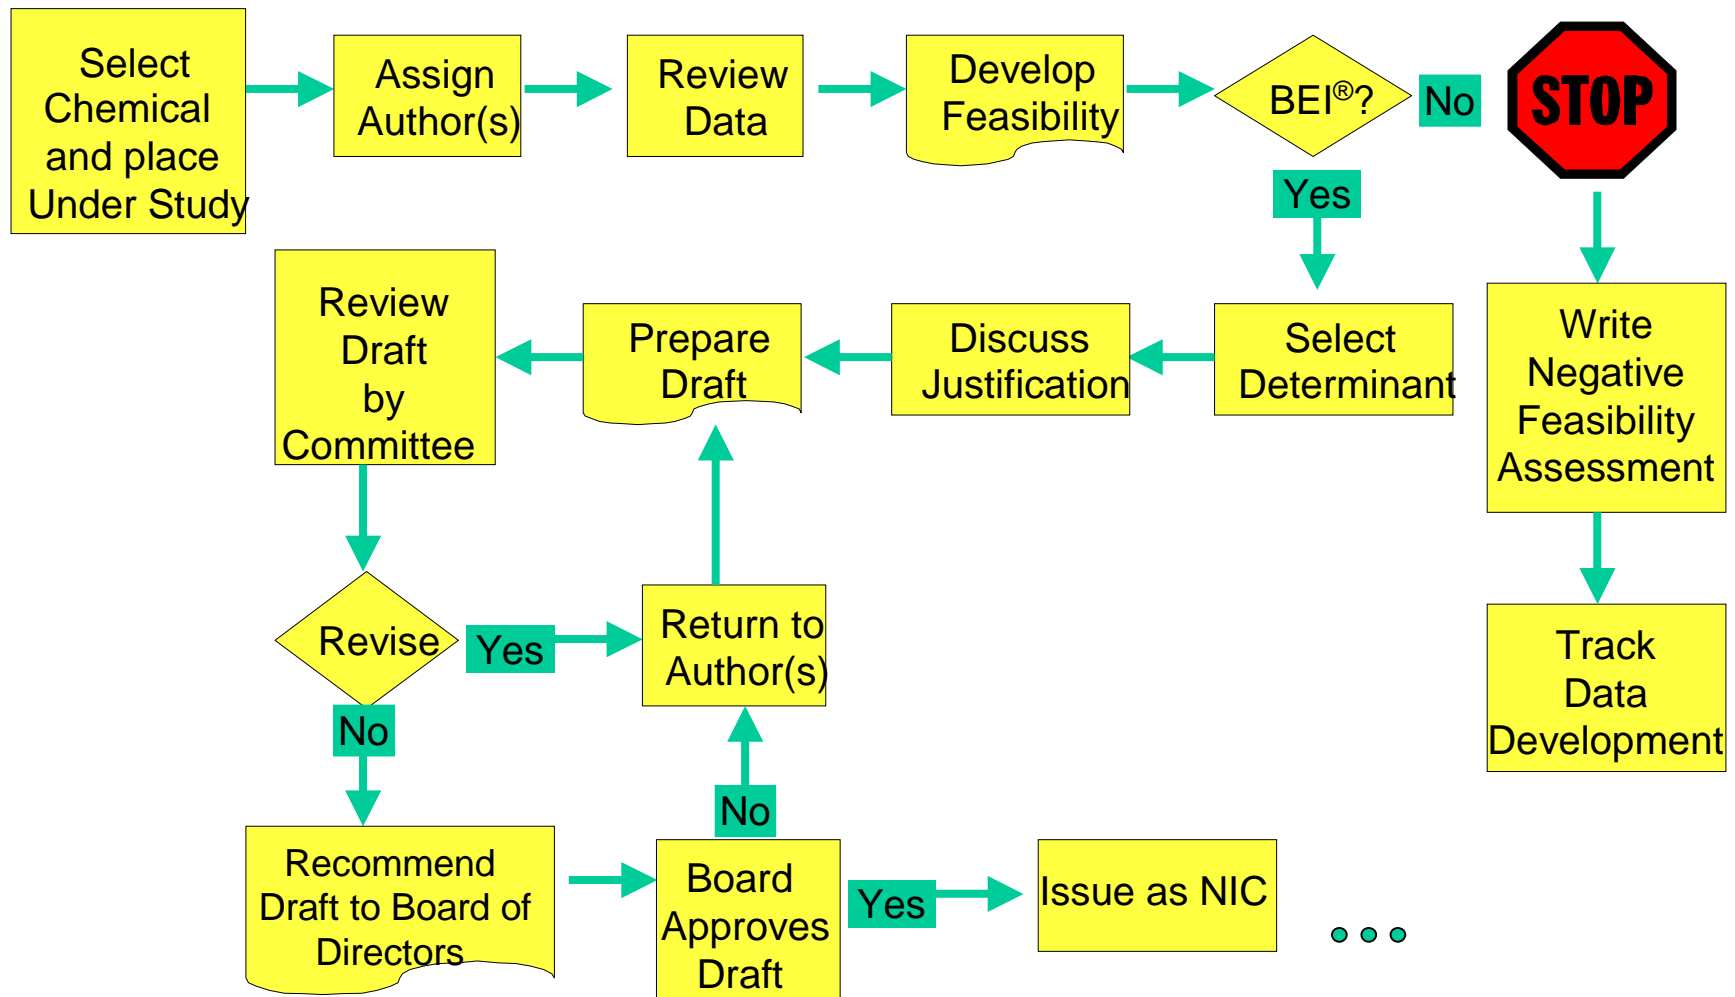 Select
Chemical
and place
Under Study
Assign
Author(s)
Review
Data
Develop
Feasibility
BEI®?
No
STOP
Yes
Review
Draft
by
Committee
Prepare
Draft
Discuss
Justification
Select
Determinant
Write
Negative
Feasibility
Assessment
Revise
Yes
Return to
Author(s)
Track
Data
Development
No
No
Recommend
Draft to Board of
Directors
Board
Approves
Draft
Yes
Issue as NIC